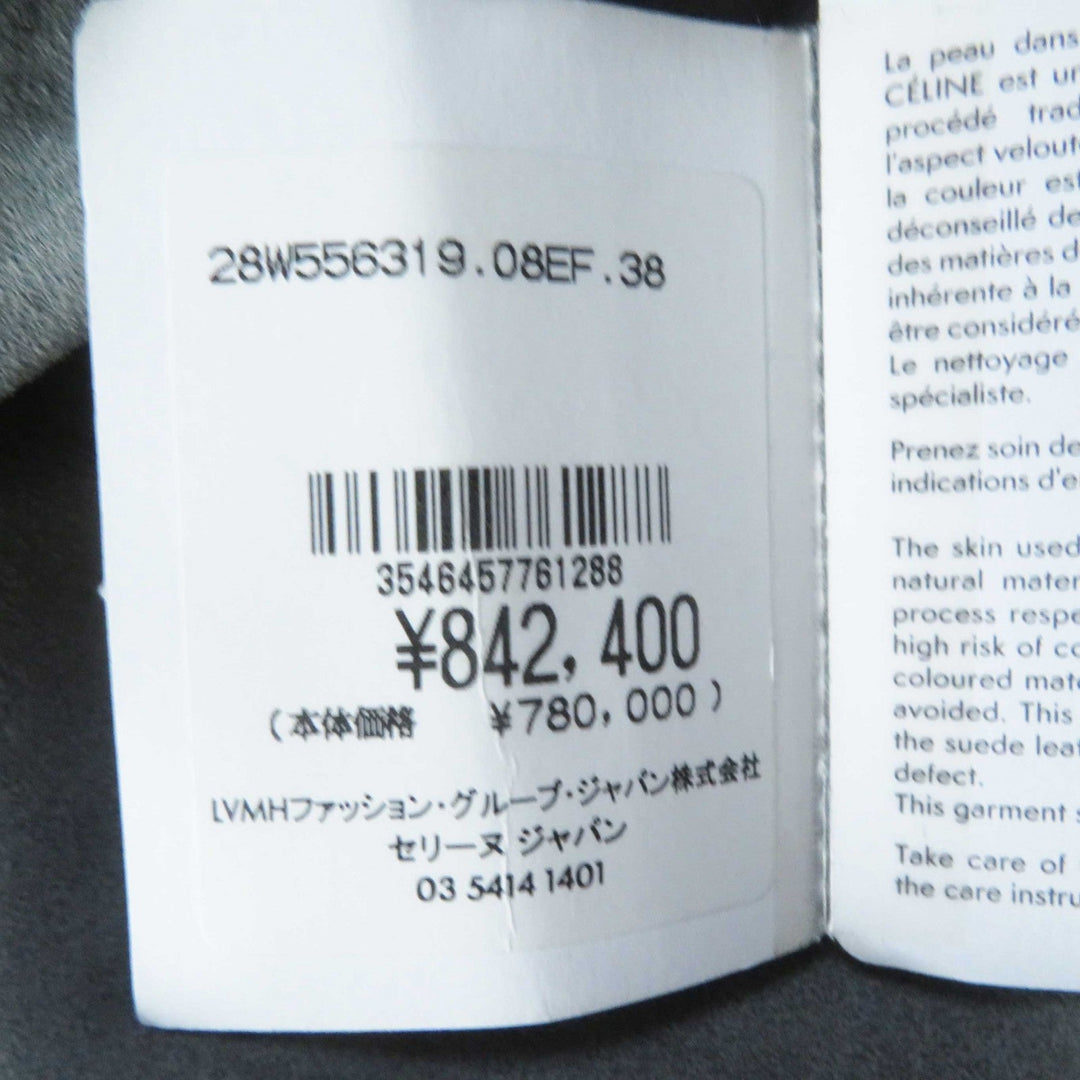 28W556319.08EF.38
3546457761288
¥842,400
(本体価格 ¥780,000)
LVMHファッション・グループ・ジャパン株式会社
セリーヌ ジャパン
03 5414 1401
La peau dans
CÉLINE est un
procédé trad
l'aspect velout
la couleur est
déconseillé de
des matières d
inhérente à la
être considéré
Le nettoyage
spécialiste.
Prenez soin de
indications d'e
The skin used
natural mater
process respe
high risk of co
coloured mate
avoided. This
the suede leat
defect.
This garment s
Take care of
the care instru